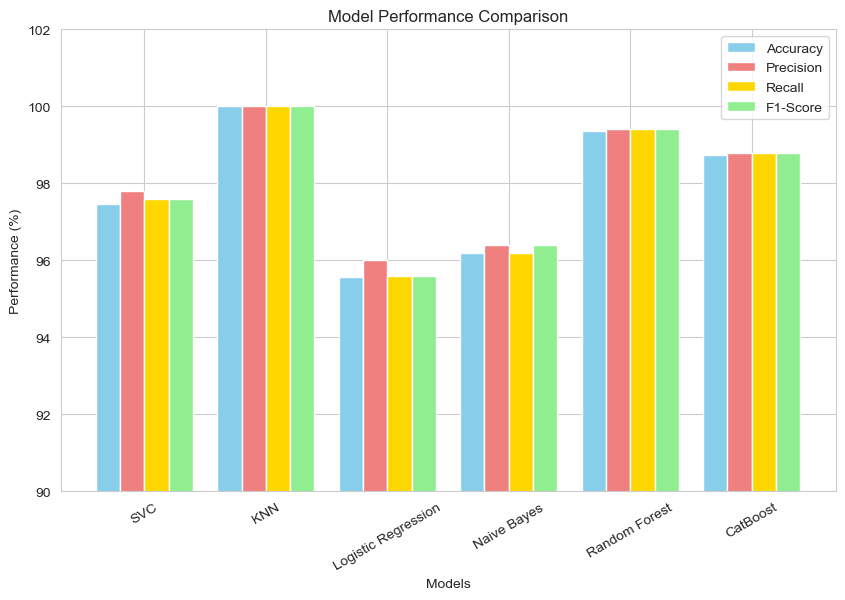 Model Performance Comparison
Accuracy
Precision
Recall
F1-Score
Performance (%)
102
100
98
96
94
92
90
SVC
KNN
Logistic Regression
Naive Bayes
Random Forest
CatBoost
Models